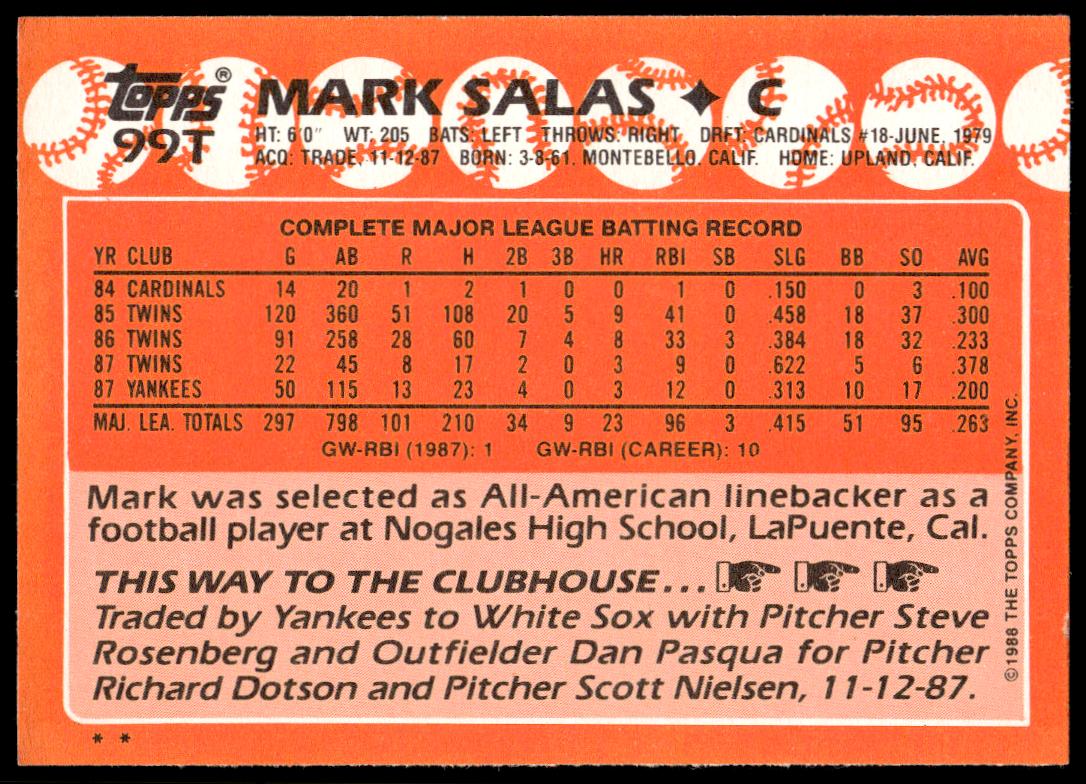 topps® MARK SALAS ♦ C
99T
HT: 6'0" WT: 205 BATS: LEFT THROWS: RIGHT DRFT: CARDINALS #18-JUNE, 1979
ACQ: TRADE, 11-12-87 BORN: 3-8-61, MONTEBELLO, CALIF. HOME: UPLAND, CALIF.
COMPLETE MAJOR LEAGUE BATTING RECORD
YR CLUB G AB R H 2B 3B HR RBI SB SLG BB SO AVG
84 CARDINALS 14 20 1 2 1 0 0 1 0 .150 0 3 .100
85 TWINS 120 360 51 108 20 5 9 41 0 .458 18 37 .300
86 TWINS 91 258 28 60 7 4 8 33 3 .384 18 32 .233
87 TWINS 22 45 8 17 2 0 3 9 0 .622 5 6 .378
87 YANKEES 50 115 13 23 4 0 3 12 0 .313 10 17 .200
MAJ. LEA. TOTALS 297 798 101 210 34 9 23 96 3 .415 51 95 .263
GW-RBI (1987): 1 GW-RBI (CAREER): 10
Mark was selected as All-American linebacker as a
football player at Nogales High School, LaPuente, Cal.
THIS WAY TO THE CLUBHOUSE...
Traded by Yankees to White Sox with Pitcher Steve
Rosenberg and Outfielder Dan Pasqua for Pitcher
Richard Dotson and Pitcher Scott Nielsen, 11-12-87.
©1988 THE TOPPS COMPANY, INC.
* *